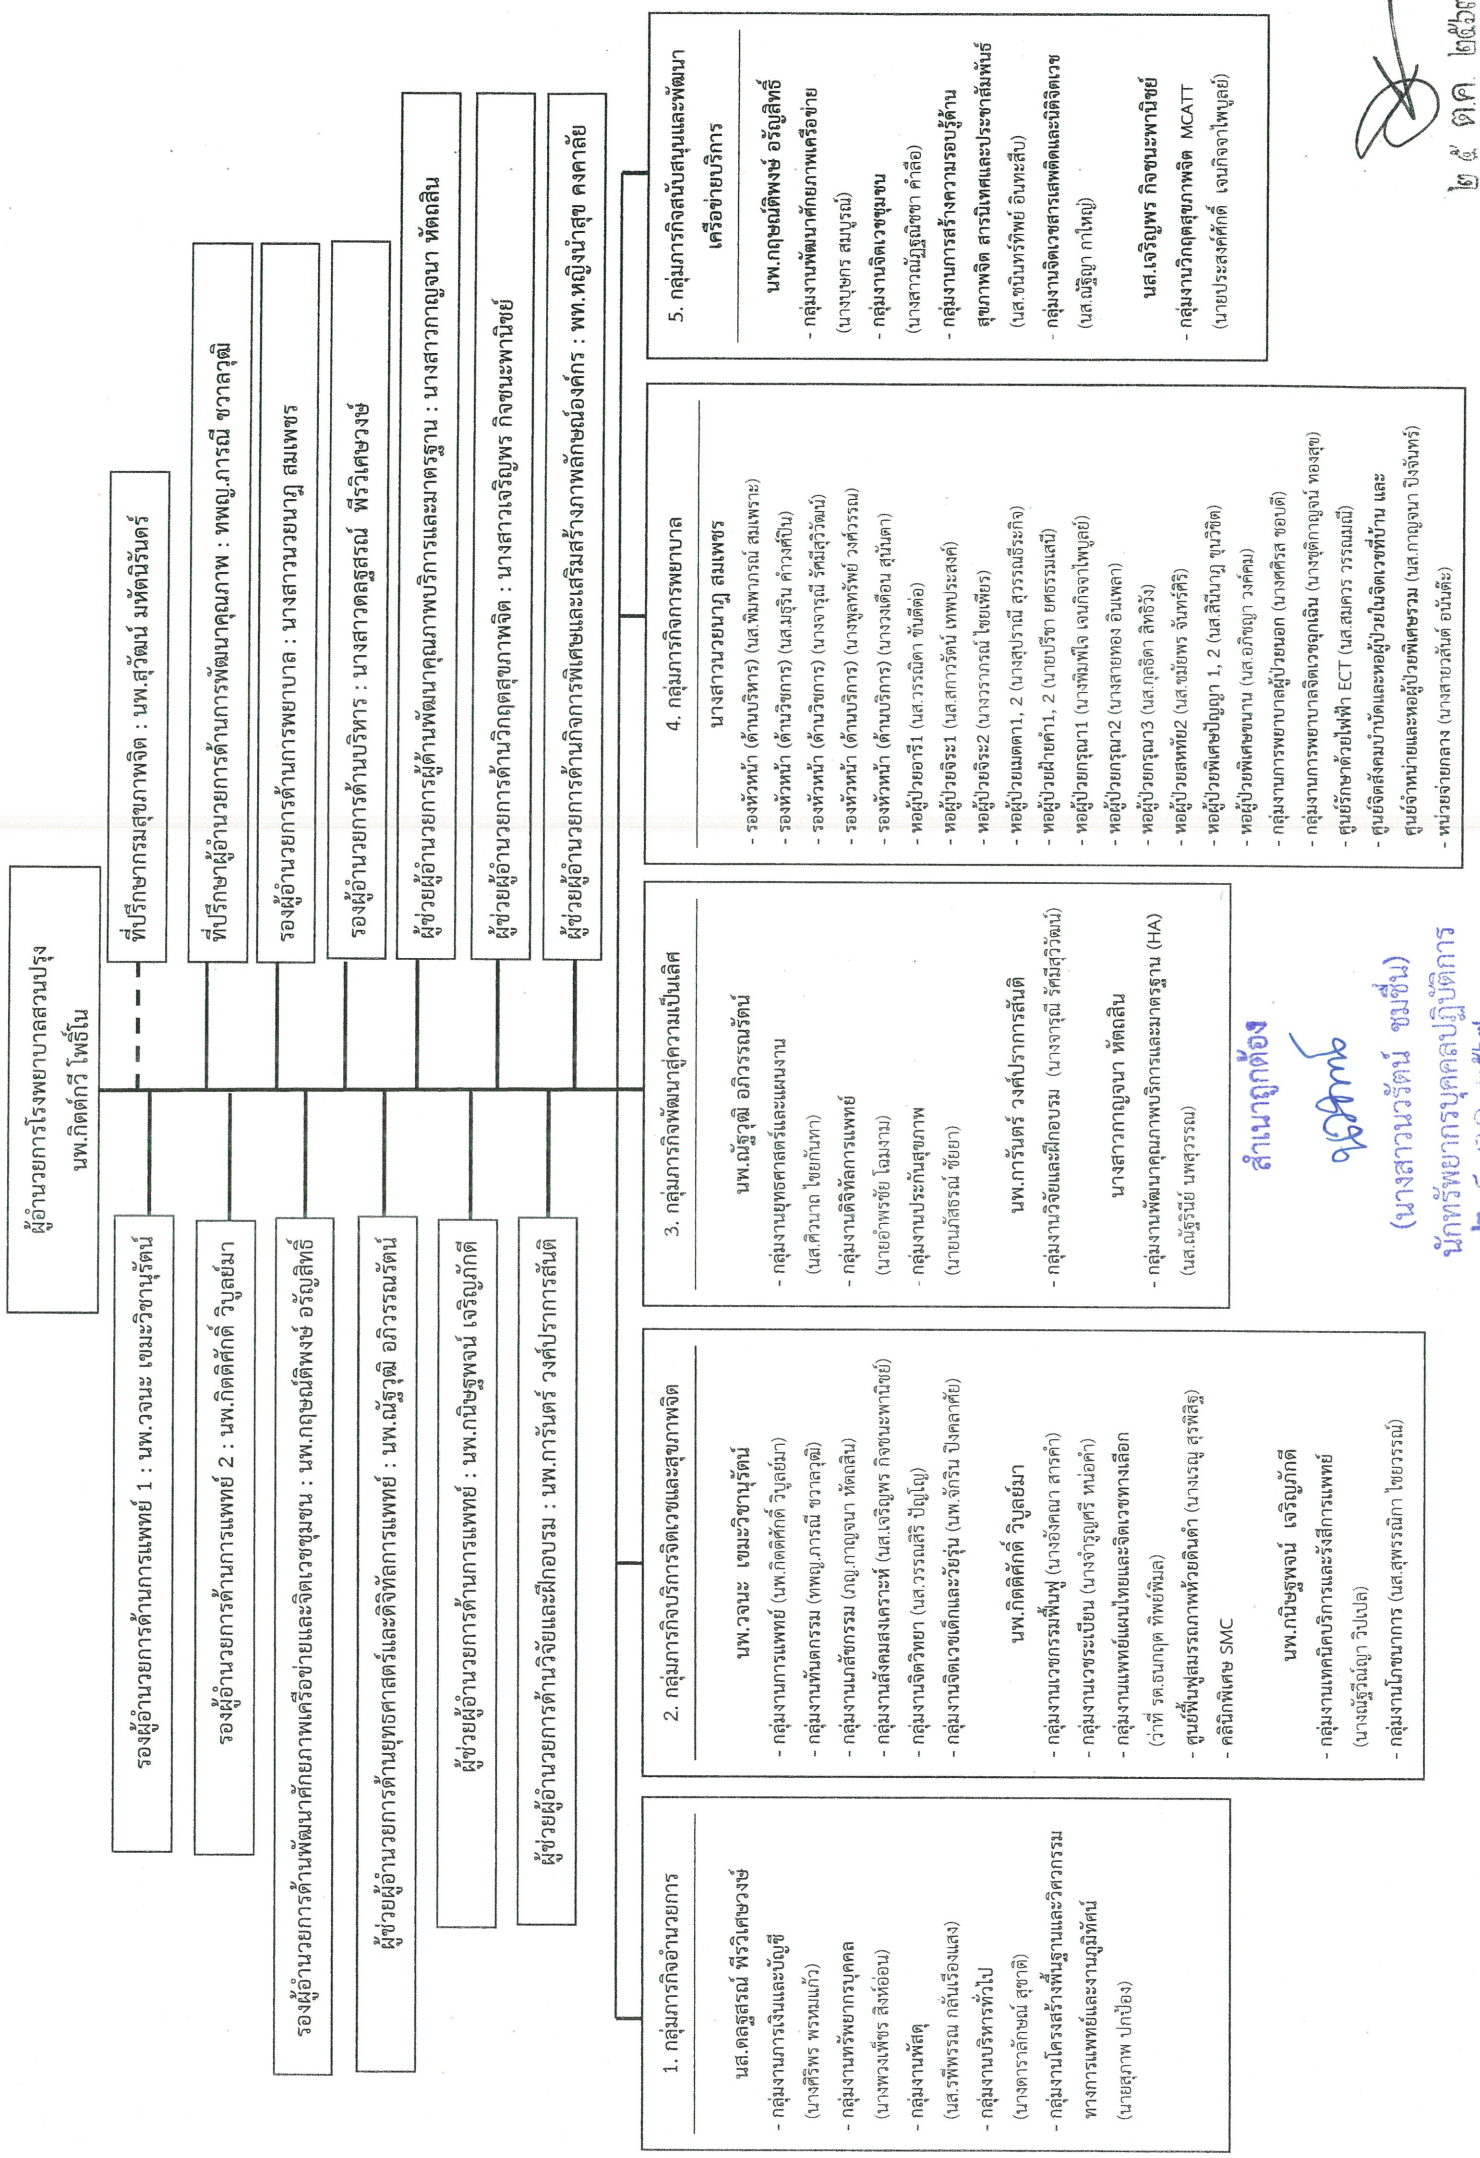 ผู้อำนวยการโรงพยาบาลสวนปรุง
นพ.กิตต์กวี โพธิ์โน
รองผู้อำนวยการด้านการแพทย์ 1 : นพ.วจนะ เขมะวิชานุรัตน์
รองผู้อำนวยการด้านการแพทย์ 2 : นพ.กิตติศักดิ์ วิบูลย์มา
รองผู้อำนวยการด้านพัฒนาศักยภาพเครือข่ายและจิตเวชชุมชน : นพ.กฤษณ์ติพงษ์ อรัญสิทธิ์
ผู้ช่วยผู้อำนวยการด้านยุทธศาสตร์และดิจิทัลการแพทย์ : นพ.ณัฐวุฒิ อภิวรรณรัตน์
ผู้ช่วยผู้อำนวยการด้านการแพทย์ : นพ.กนิษฐพจน์ เจริญภักดี
ผู้ช่วยผู้อำนวยการด้านวิจัยและฝึกอบรม : นพ.การันตร์ วงศ์ปราการสันติ
ที่ปรึกษากรมสุขภาพจิต : นพ.สุวัฒน์ มหัตนิรันดร์
ที่ปรึกษาผู้อำนวยการด้านการพัฒนาคุณภาพ : ทพญ.ภารณี ชวาลวุฒิ
รองผู้อำนวยการด้านการพยาบาล : นางสาวนวยนาฏ สมเพชร
รองผู้อำนวยการด้านบริหาร : นางสาวดลฐสรณ์ พีรวิเศษวงษ์
ผู้ช่วยผู้อำนวยการผู้ด้านพัฒนาคุณภาพบริการและมาตรฐาน : นางสาวกาญจนา หัตถสิน
ผู้ช่วยผู้อำนวยการด้านวิกฤตสุขภาพจิต : นางสาวเจริญพร กิจชนะพานิชย์
ผู้ช่วยผู้อำนวยการด้านกิจการพิเศษและเสริมสร้างภาพลักษณ์องค์กร : พท.หญิงนำสุข คงคาลัย
1. กลุ่มภารกิจอำนวยการ
นส.ดลฐสรณ์ พีรวิเศษวงษ์
- กลุ่มงานการเงินและบัญชี
(นางศิริพร พรหมแก้ว)
- กลุ่มงานทรัพยากรบุคคล
(นางพวงเพ็ชร สิงห์อ่อน)
- กลุ่มงานพัสดุ
(นส.รพีพรรณ กลั่นเรืองแสง)
- กลุ่มงานบริหารทั่วไป
(นางดาราลักษณ์ สุชาติ)
- กลุ่มงานโครงสร้างพื้นฐานและวิศวกรรม
ทางการแพทย์และงานภูมิทัศน์
(นายสุภาพ ปกป้อง)
2. กลุ่มภารกิจบริการจิตเวชและสุขภาพจิต
นพ.วจนะ เขมะวิชานุรัตน์
- กลุ่มงานการแพทย์ (นพ.กิตติศักดิ์ วิบูลย์มา)
- กลุ่มงานทันตกรรม (ทพญ.ภารณี ชวาลวุฒิ)
- กลุ่มงานเภสัชกรรม (ภญ.กาญจนา หัตถสิน)
- กลุ่มงานสังคมสงเคราะห์ (นส.เจริญพร กิจชนะพานิชย์)
- กลุ่มงานจิตวิทยา (นส.วรรณสิริ ปัญโญ)
- กลุ่มงานจิตเวชเด็กและวัยรุ่น (นพ.จักริน ปิงคลาศัย)
นพ.กิตติศักดิ์ วิบูลย์มา
- กลุ่มงานเวชกรรมฟื้นฟู (นางอังคณา สารคำ)
- กลุ่มงานเวชระเบียน (นางจำรูญศรี หน่อคำ)
- กลุ่มงานแพทย์แผนไทยและจิตเวชทางเลือก
(ว่าที่ รต.ธนกฤต ทิพย์พิมล)
- ศูนย์ฟื้นฟูสมรรถภาพห้วยตินดำ (นางเรณู สุรพิสิฐ)
- คลินิกพิเศษ SMC
นพ.กนิษฐพจน์ เจริญภักดี
- กลุ่มงานเทคนิคบริการและรังสีการแพทย์
(นางณัฐวีณ์ญา วิบเปล)
- กลุ่มงานโภชนาการ (นส.สุพรรณิกา ไชยวรรณ์)
3. กลุ่มภารกิจพัฒนาสู่ความเป็นเลิศ
นพ.ณัฐวุฒิ อภิวรรณรัตน์
- กลุ่มงานยุทธศาสตร์และแผนงาน
(นส.ศิวนาถ ไชยกันทา)
- กลุ่มงานดิจิทัลการแพทย์
(นายอำพรชัย โฉมงาม)
- กลุ่มงานประกันสุขภาพ
(นายนภัสธรณ์ ชัยยา)
นพ.การันตร์ วงศ์ปราการสันติ
- กลุ่มงานวิจัยและฝึกอบรม (นางจารุณี รัศมีสุวิวัฒน์)
นางสาวกาญจนา หัตถสิน
- กลุ่มงานพัฒนาคุณภาพบริการและมาตรฐาน (HA)
(นส.ณัฐรินีย์ นพสุวรรณ)
4. กลุ่มภารกิจการพยาบาล
นางสาวนวยนาฏ สมเพชร
- รองหัวหน้า (ด้านบริหาร) (นส.พิมพาภรณ์ สมเพราะ)
- รองหัวหน้า (ด้านวิชการ) (นส.มธุริน คำวงศ์ปิน)
- รองหัวหน้า (ด้านวิชการ) (นางจารุณี รัศมีสุวิวัฒน์)
- รองหัวหน้า (ด้านบริการ) (นางพูลทรัพย์ วงศ์วรรณ)
- รองหัวหน้า (ด้านบริการ) (นางวงเดือน สุนันตา)
- หอผู้ป่วยอารี1 (นส.วรรณิดา ขันตีต่อ)
- หอผู้ป่วยจิระ1 (นส.สภาวรัตน์ เทพประสงค์)
- หอผู้ป่วยจิระ2 (นางวราภรณ์ ไชยเพียร)
- หอผู้ป่วยเมตตา1, 2 (นางสุปราณี สุวรรณธีระกิจ)
- หอผู้ป่วยฝ้ายคำ1, 2 (นายปรีชา ยศธรรมเสนี)
- หอผู้ป่วยกรุณา1 (นางพิมพ์ใจ เจนกิจจาไพบูลย์)
- หอผู้ป่วยกรุณา2 (นางสายทอง อินเพลา)
- หอผู้ป่วยกรุณา3 (นส.กุลธิดา สิทธิวัง)
- หอผู้ป่วยสหทัย2 (นส.ขมัยพร จันทร์ศิริ)
- หอผู้ป่วยพิเศษปัญญา 1, 2 (นส.สินีนาฏ ขุนวิชิต)
- หอผู้ป่วยพิเศษขนาน (นส.อภิชญา วงค์คม)
- กลุ่มงานการพยาบาลผู้ป่วยนอก (นางศศิรส ชอบดี)
- กลุ่มงานการพยาบาลจิตเวชฉุกเฉิน (นางชุติกาญจน์ ทองสุข)
- ศูนย์รักษาด้วยไฟฟ้า ECT (นส.สมควร วรรณมณี)
- ศูนย์จิตสังคมบำบัดและหอผู้ป่วยในจิตเวชที่บ้าน และ
ศูนย์จำหน่ายและหอผู้ป่วยพิเศษรวม (นส.กาญจนา ปิงจันทร์)
- หน่วยจ่ายกลาง (นางสายวสันต์ อนันต๊ะ)
5. กลุ่มภารกิจสนับสนุนและพัฒนา
เครือข่ายบริการ
นพ.กฤษณ์ติพงษ์ อรัญสิทธิ์
- กลุ่มงานพัฒนาศักยภาพเครือข่าย
(นางบุษกร สมบูรณ์)
- กลุ่มงานจิตเวชชุมชน
(นางสาวณัฏฐณิชชา คำลือ)
- กลุ่มงานการสร้างความรอบรู้ด้าน
สุขภาพจิต สารนิเทศและประชาสัมพันธ์
(นส.ชนินทร์ทิพย์ อินทะสืบ)
- กลุ่มงานจิตเวชสารเสพติดและนิติจิตเวช
(นส.ณัฐิญา กาใหญ่)
นส.เจริญพร กิจชนะพานิชย์
- กลุ่มงานวิกฤตสุขภาพจิต MCATT
(นายประสงค์ศักดิ์ เจนกิจจาไพบูลย์)
สำเนาถูกต้อง
(นางสาวนวรัตน์ ชมชื่น)
นักทรัพยากรบุคคลปฏิบัติการ
๒๕ ต.ค.